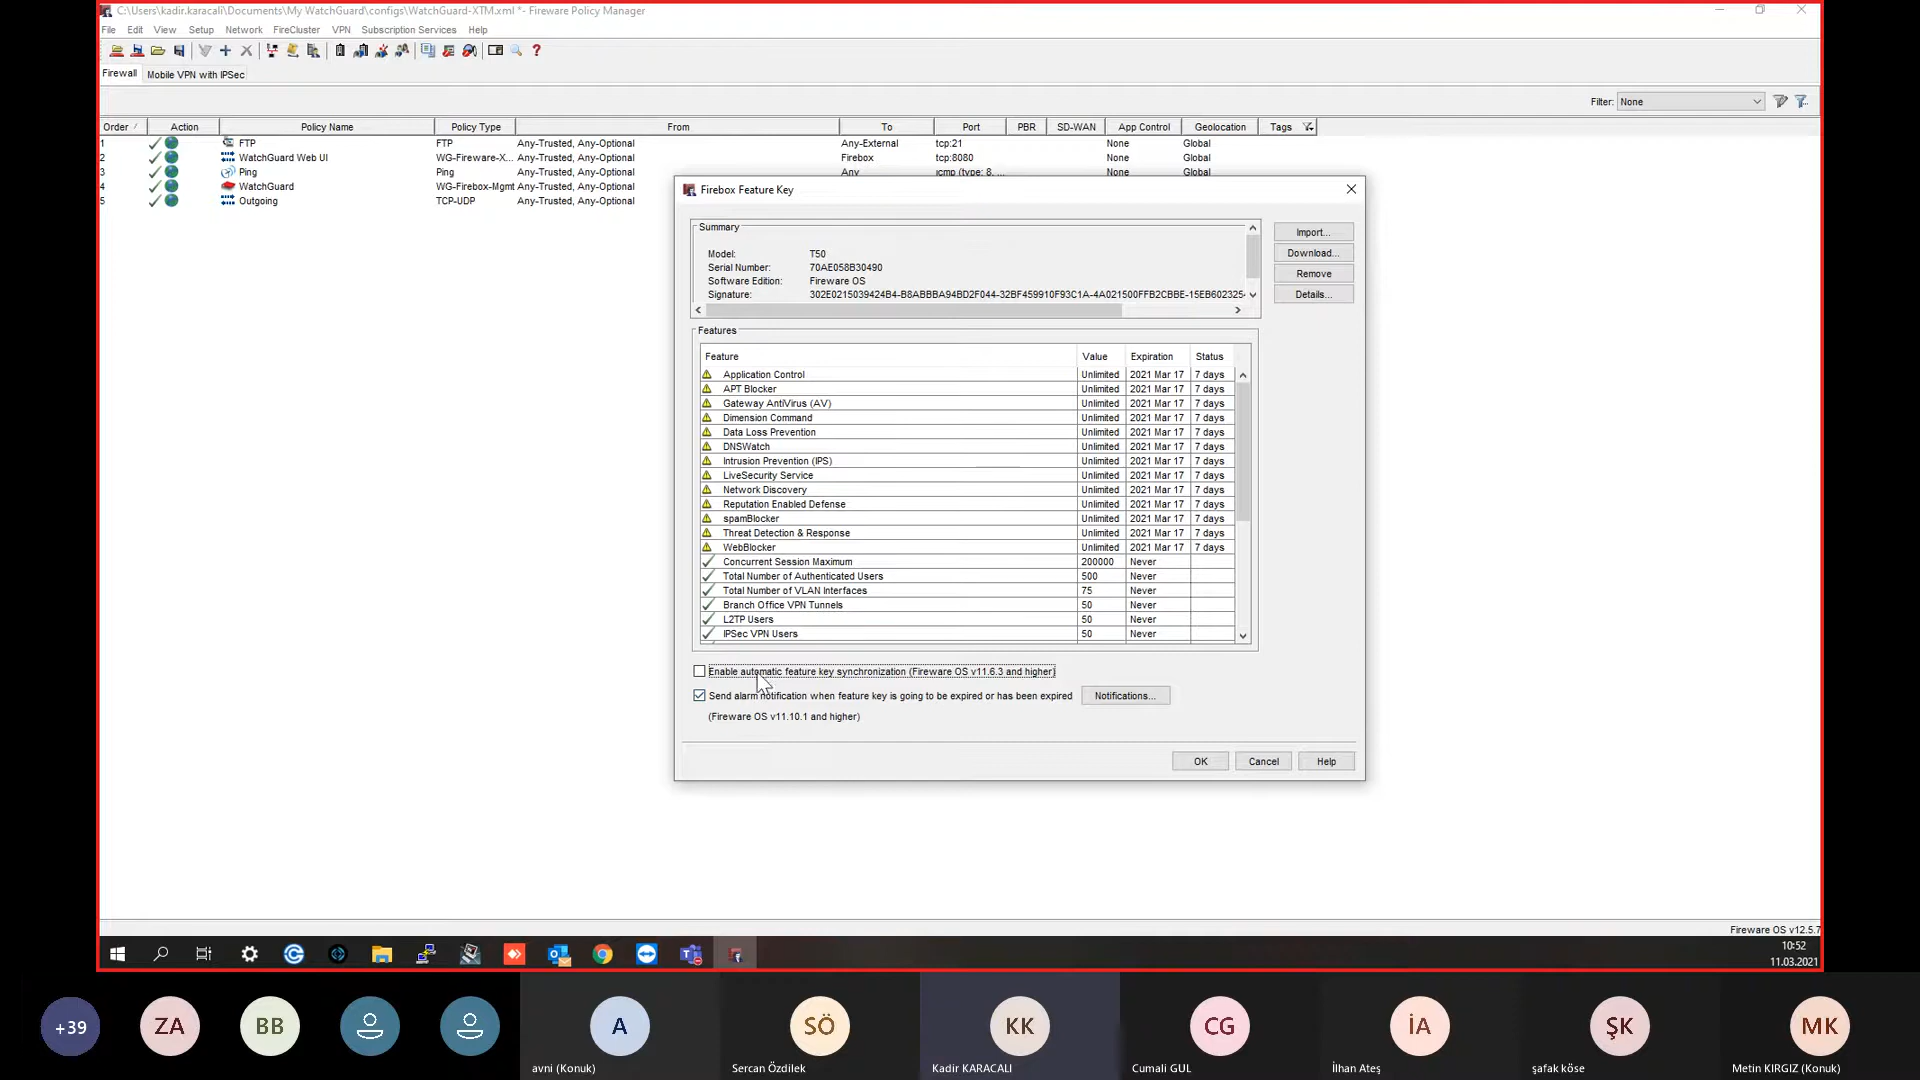 C:\Users\kadir.karacali\Documents\My WatchGuard\configs\WatchGuard-XTM.xml *- Fireware Policy Manager
File Edit View Setup Network FireCluster VPN Subscription Services Help
Firewall Mobile VPN with IPSec
Filter: None
Order / Action Policy Name Policy Type From To Port PBR SD-WAN App Control Geolocation Tags
1 FTP FTP Any-Trusted, Any-Optional Any-External tcp:21 None Global
2 WatchGuard Web UI WG-Fireware-X... Any-Trusted, Any-Optional Firebox tcp:8080 None Global
3 Ping Ping Any-Trusted, Any-Optional Any icmp (type: 8, ... None Global
4 WatchGuard WG-Firebox-Mgmt Any-Trusted, Any-Optional
5 Outgoing TCP-UDP Any-Trusted, Any-Optional
Firebox Feature Key
Summary
Model: T50
Serial Number: 70AE058B30490
Software Edition: Fireware OS
Signature: 302E0215039424B4-B8ABBBA94BD2F044-32BF459910F93C1A-4A021500FFB2CBBE-15EB602325
Import...
Download...
Remove
Details...
Features
Feature Value Expiration Status
Application Control Unlimited 2021 Mar 17 7 days
APT Blocker Unlimited 2021 Mar 17 7 days
Gateway AntiVirus (AV) Unlimited 2021 Mar 17 7 days
Dimension Command Unlimited 2021 Mar 17 7 days
Data Loss Prevention Unlimited 2021 Mar 17 7 days
DNSWatch Unlimited 2021 Mar 17 7 days
Intrusion Prevention (IPS) Unlimited 2021 Mar 17 7 days
LiveSecurity Service Unlimited 2021 Mar 17 7 days
Network Discovery Unlimited 2021 Mar 17 7 days
Reputation Enabled Defense Unlimited 2021 Mar 17 7 days
spamBlocker Unlimited 2021 Mar 17 7 days
Threat Detection & Response Unlimited 2021 Mar 17 7 days
WebBlocker Unlimited 2021 Mar 17 7 days
Concurrent Session Maximum 200000 Never
Total Number of Authenticated Users 500 Never
Total Number of VLAN Interfaces 75 Never
Branch Office VPN Tunnels 50 Never
L2TP Users 50 Never
IPSec VPN Users 50 Never
Enable automatic feature key synchronization (Fireware OS v11.6.3 and higher)
Send alarm notification when feature key is going to be expired or has been expired Notifications...
(Fireware OS v11.10.1 and higher)
OK Cancel Help
Fireware OS v12.5.7
10:52
11.03.2021
+39 ZA BB A SÖ KK CG İA ŞK MK
avni (Konuk) Sercan Özdilek Kadir KARACALI Cumali GUL İlhan Ateş şafak köse Metin KIRGIZ (Konuk)